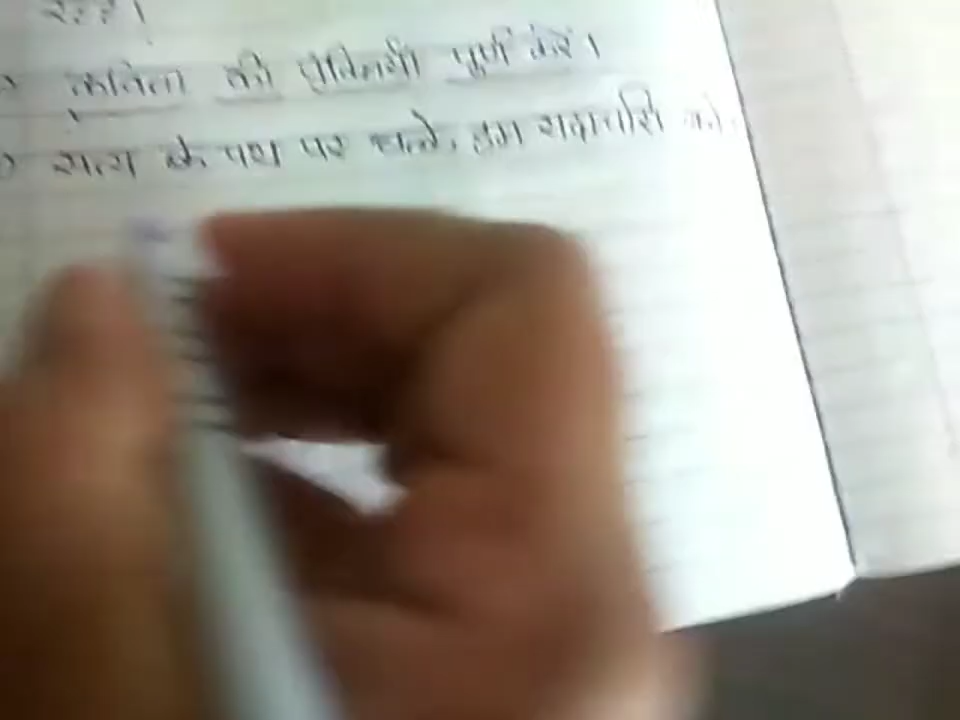 कविता की पंक्तियाँ पूर्ण करें।
सत्य के पथ पर चले, हम सदाचारी बने